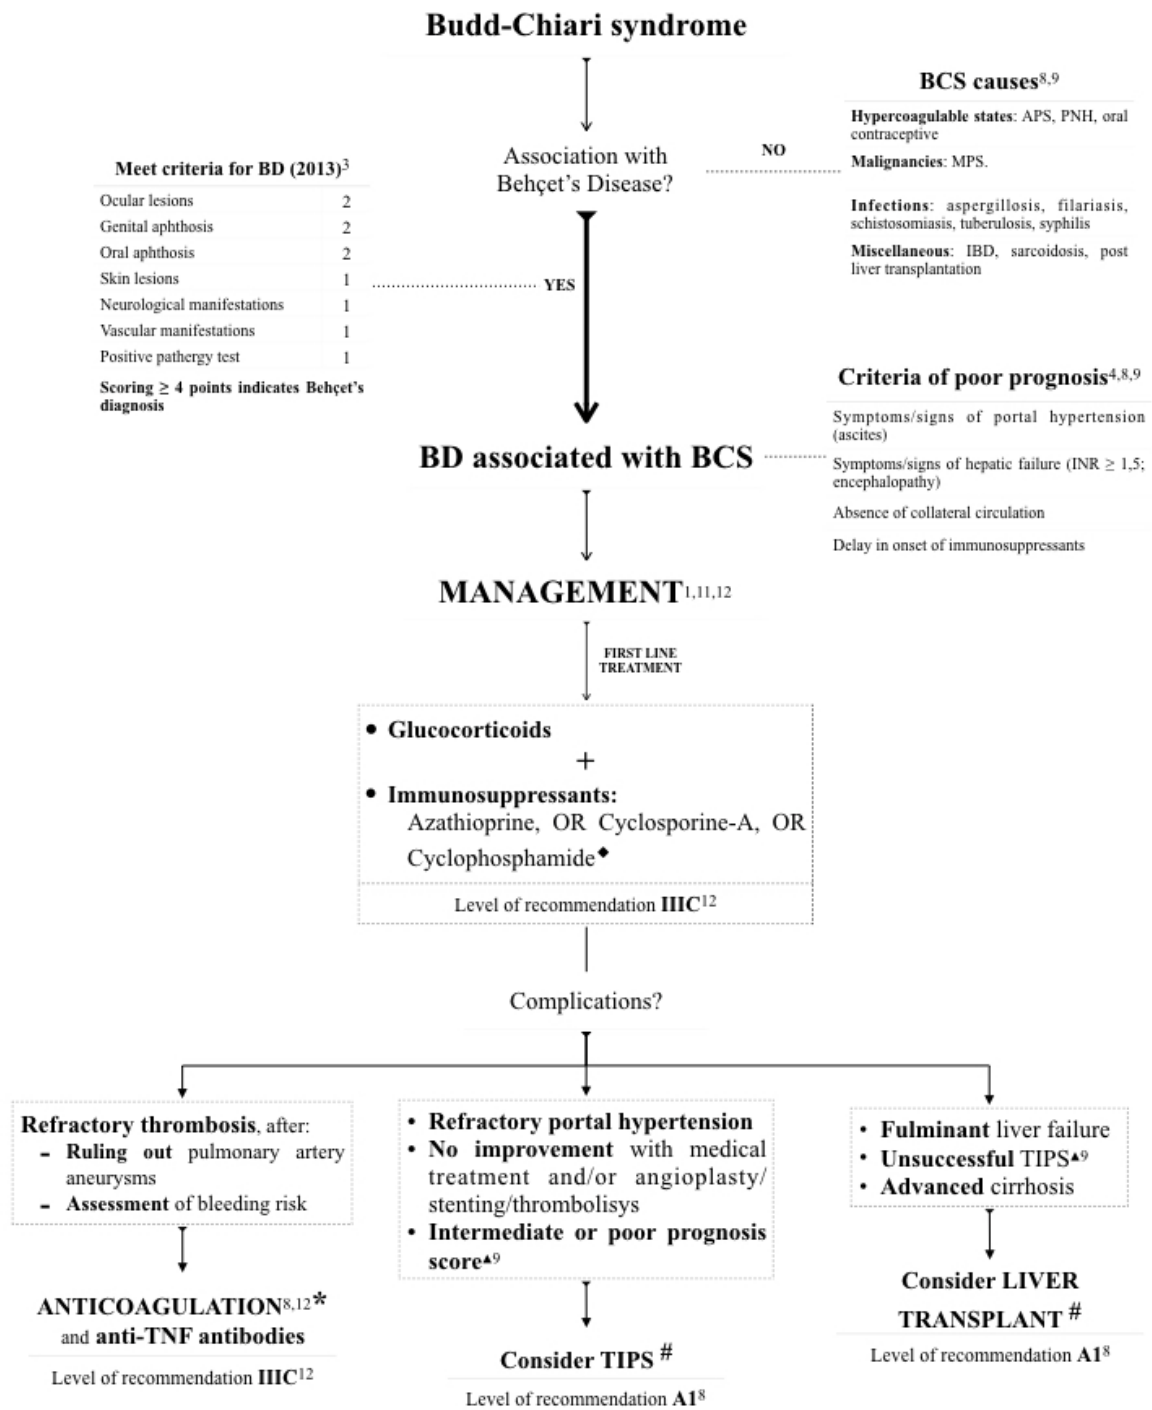 Budd-Chiari syndrome
BCS causes8,9
Hypercoagulable states: APS, PNH, oral
contraceptive
Malignancies: MPS.
Infections: aspergillosis, filariasis,
schistosomiasis, tuberulosis, syphilis
Miscellaneous: IBD, sarcoidosis, post
liver transplantation
NO
Association with
Behçet's Disease?
Meet criteria for BD (2013)3
Ocular lesions 2
Genital aphthosis 2
Oral aphthosis 2
Skin lesions 1
Neurological manifestations 1
Vascular manifestations 1
Positive pathergy test 1
Scoring ≥ 4 points indicates Behçet's
diagnosis
YES
Criteria of poor prognosis4,8,9
Symptoms/signs of portal hypertension
(ascites)
Symptoms/signs of hepatic failure (INR ≥ 1,5;
encephalopathy)
Absence of collateral circulation
Delay in onset of immunosuppressants
BD associated with BCS
MANAGEMENT1,11,12
FIRST LINE
TREATMENT
• Glucocorticoids
+
• Immunosuppressants:
Azathioprine, OR Cyclosporine-A, OR
Cyclophosphamide◆
Level of recommendation IIIC12
Complications?
Refractory thrombosis, after:
- Ruling out pulmonary artery
aneurysms
- Assessment of bleeding risk
ANTICOAGULATION8,12*
and anti-TNF antibodies
Level of recommendation IIIC12
• Refractory portal hypertension
• No improvement with medical
treatment and/or angioplasty/
stenting/thrombolisys
• Intermediate or poor prognosis
score▲9
Consider TIPS #
Level of recommendation A18
• Fulminant liver failure
• Unsuccessful TIPS▲9
• Advanced cirrhosis
Consider LIVER
TRANSPLANT #
Level of recommendation A18